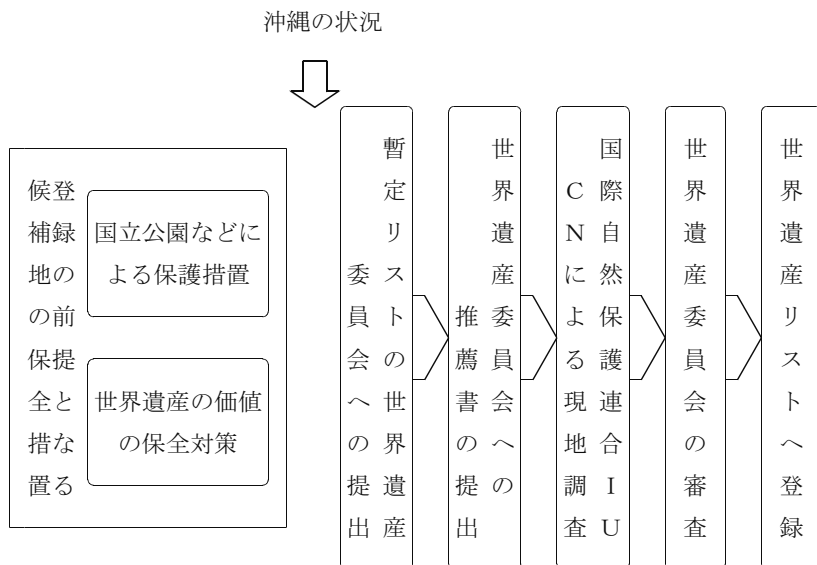 沖縄の状況
登録の前提となる
候補地の保全措置
国立公園などに
よる保護措置
世界遺産の価値
の保全対策
暫定リストの世界遺産
委員会への提出
世界遺産委員会への
推薦書の提出
国際自然保護連合IU
CNによる現地調査
世界遺産委員会の審査
世界遺産リストへ登録